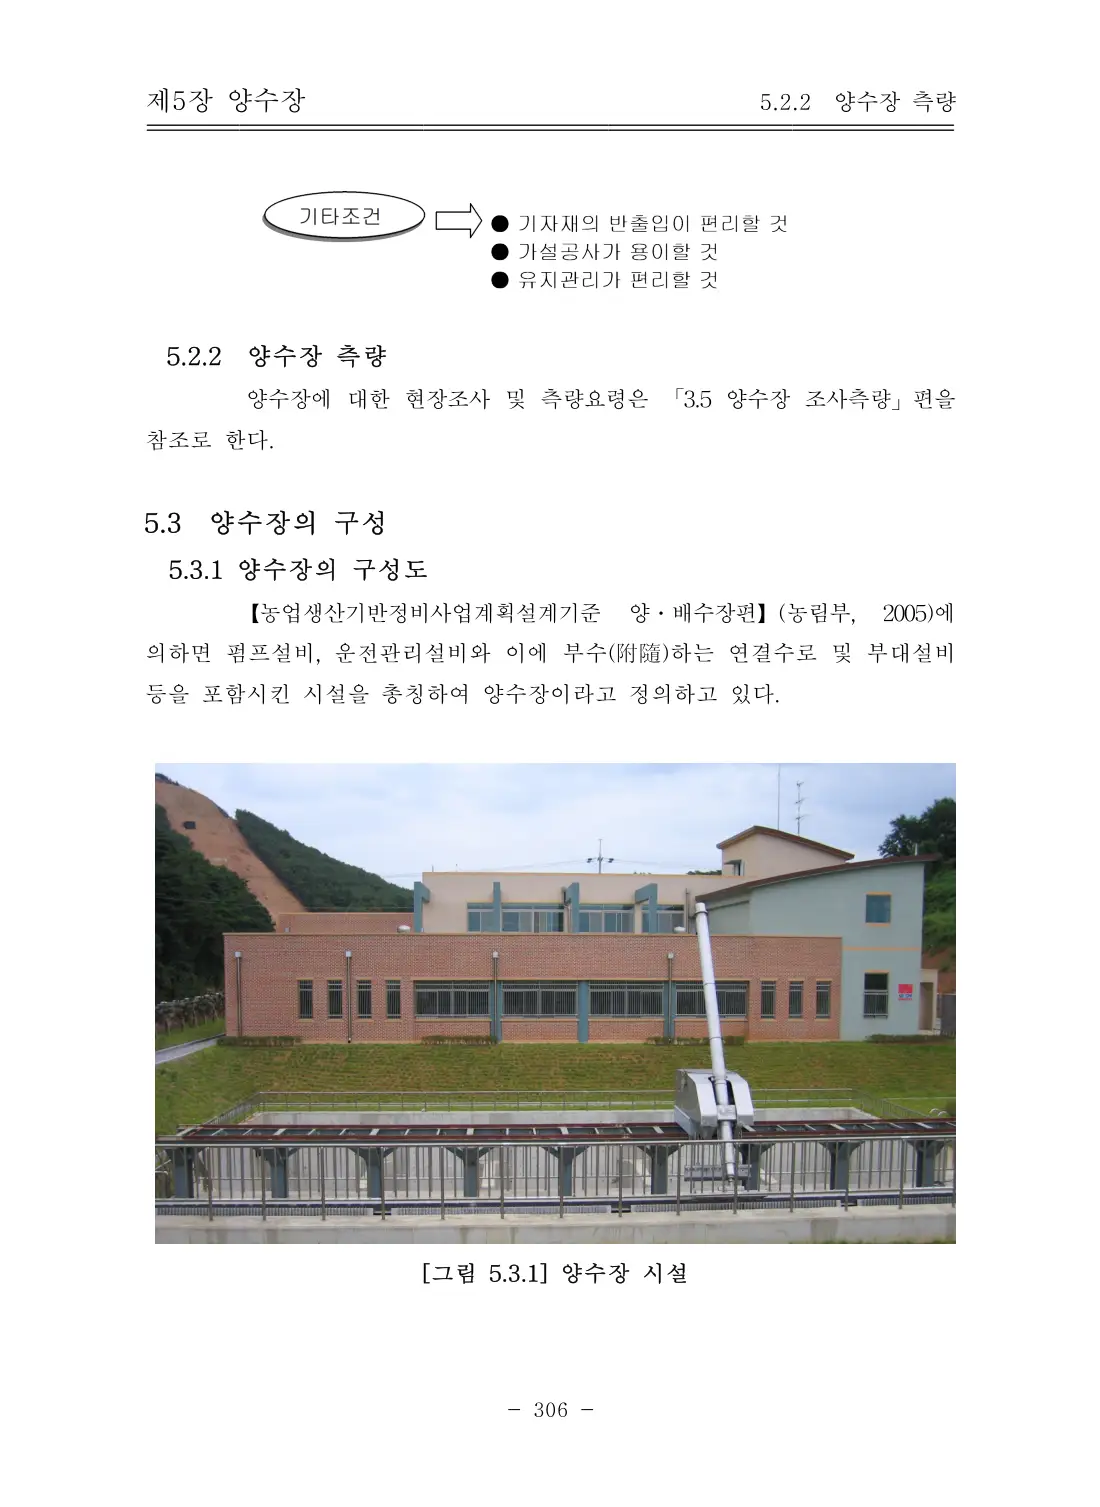 제5장 양수장
5.2.2 양수장 측량
기타조건
● 기자재의 반출입이 편리할 것
● 가설공사가 용이할 것
● 유지관리가 편리할 것
5.2.2 양수장 측량
양수장에 대한 현장조사 및 측량요령은 「3.5 양수장 조사측량」편을
참조로 한다.
5.3 양수장의 구성
5.3.1 양수장의 구성도
【농업생산기반정비사업계획설계기준 양·배수장편】(농림부, 2005)에
의하면 펌프설비, 운전관리설비와 이에 부수(附隨)하는 연결수로 및 부대설비
등을 포함시킨 시설을 총칭하여 양수장이라고 정의하고 있다.
[그림 5.3.1] 양수장 시설
- 306 -